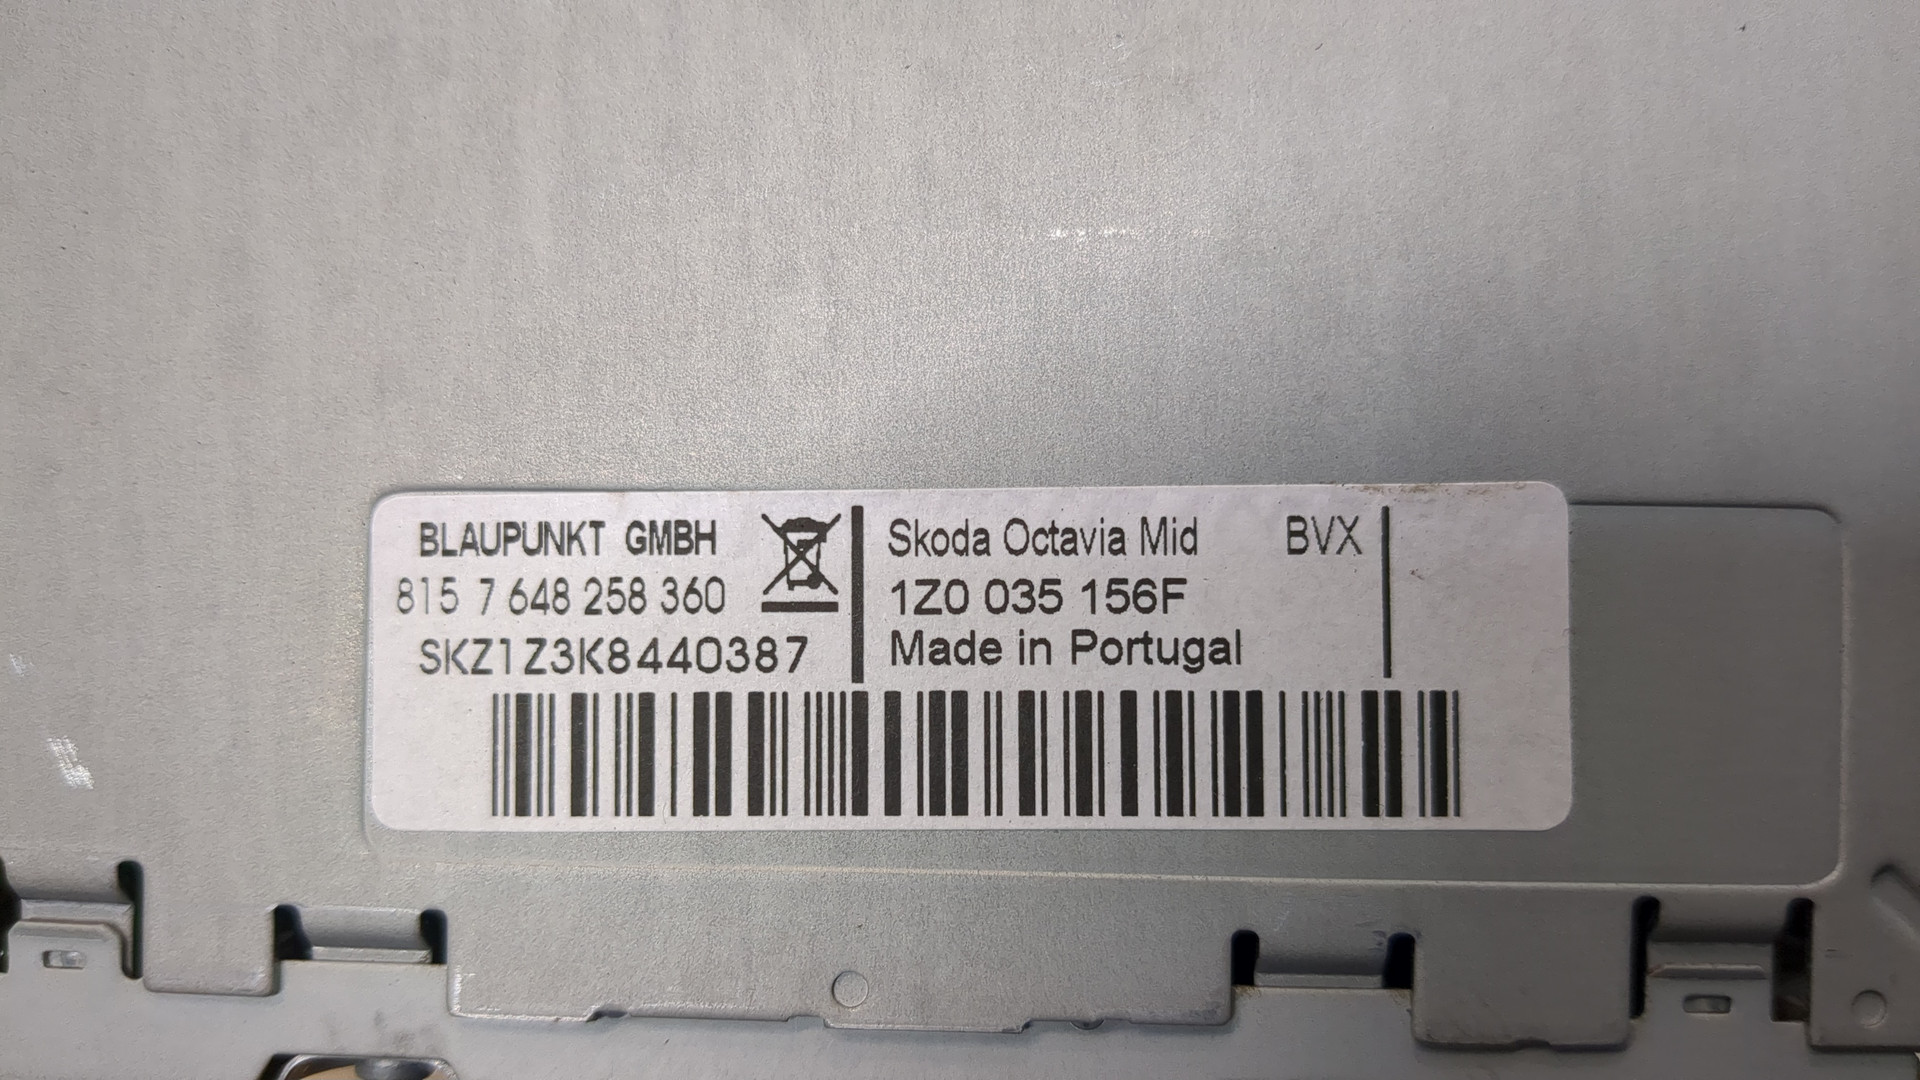 BLAUPUNKT GMBH
815 7 648 258 360
SKZ1Z3K8440387
Skoda Octavia Mid BVX
1Z0 035 156F
Made in Portugal